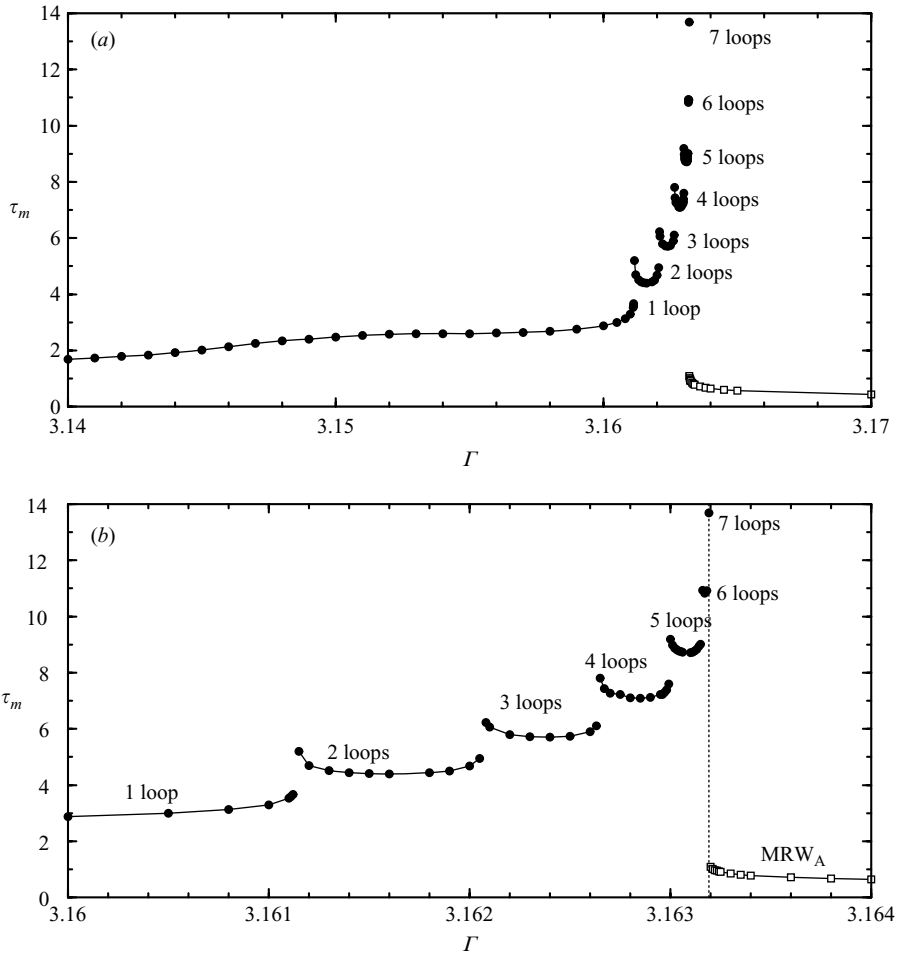 14
(a)
7 loops
12
6 loops
10
5 loops
8
τm
4 loops
6
3 loops
2 loops
4
1 loop
2
0
3.14
3.15
3.16
3.17
Γ
14
(b)
7 loops
12
6 loops
10
5 loops
8
4 loops
τm
3 loops
6
2 loops
4
1 loop
2
MRWA
0
3.16
3.161
3.162
3.163
3.164
Γ